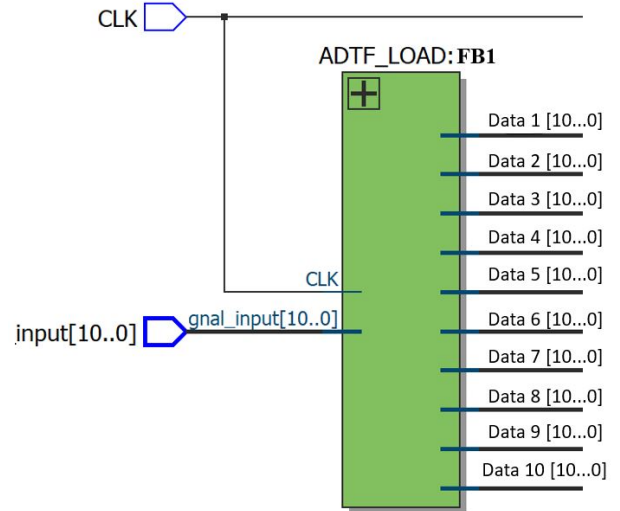 CLK
ADTF_LOAD:FB1
Data 1 [10...0]
Data 2 [10...0]
Data 3 [10...0]
Data 4 [10...0]
CLK
Data 5 [10...0]
input[10..0]
gnal_input[10..0]
Data 6 [10...0]
Data 7 [10...0]
Data 8 [10...0]
Data 9 [10...0]
Data 10 [10...0]